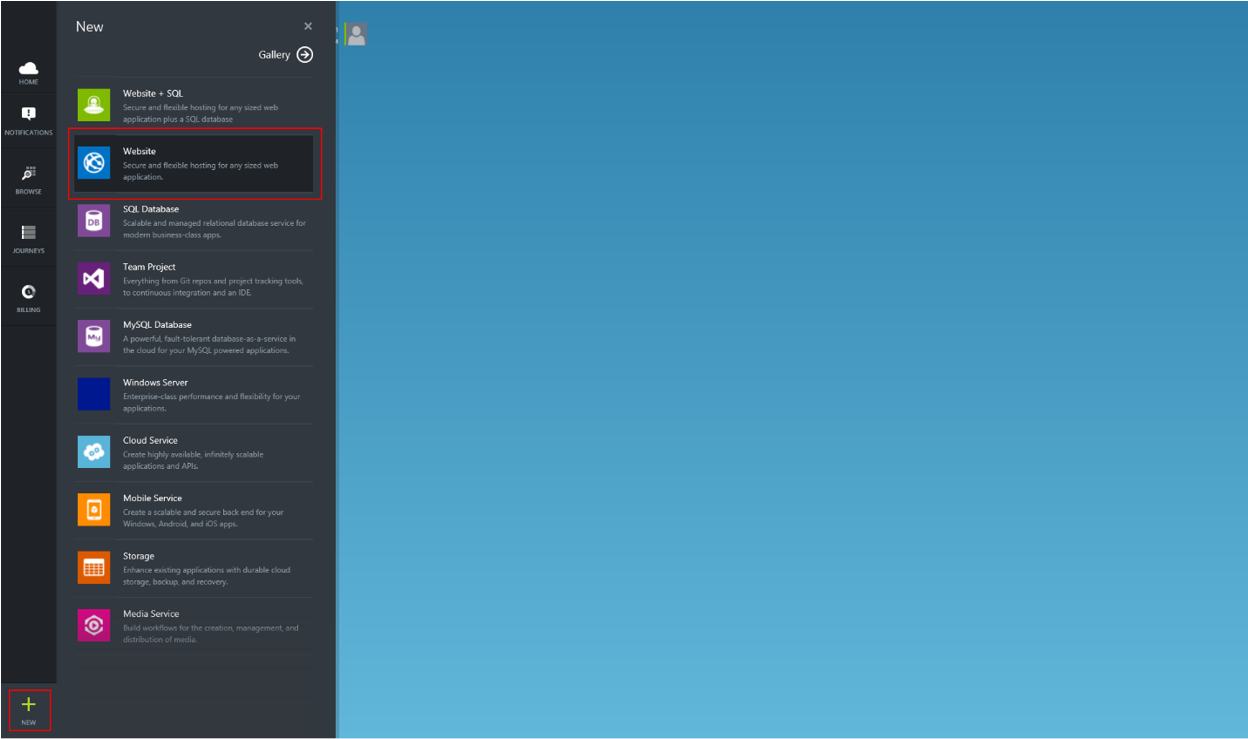 New
Gallery
HOME
NOTIFICATIONS
BROWSE
JOURNEYS
BILLING
NEW
Website + SQL
Secure and flexible hosting for any sized web
application plus a SQL database
Website
Secure and flexible hosting for any sized web
application.
SQL Database
Scalable and managed relational database service for
modern business-class apps.
DB
Team Project
Everything from Git repos and project tracking tools,
to continuous integration and an IDE.
MySQL Database
A powerful, fault-tolerant database-as-a-service in
the cloud for your MySQL powered applications.
My
Windows Server
Enterprise-class performance and flexibility for your
applications.
Cloud Service
Create highly available, infinitely scalable
applications and APIs.
Mobile Service
Create a scalable and secure back end for your
Windows, Android, and iOS apps.
Storage
Enhance existing applications with durable cloud
storage, backup, and recovery.
Media Service
Build workflows for the creation, management, and
distribution of media.